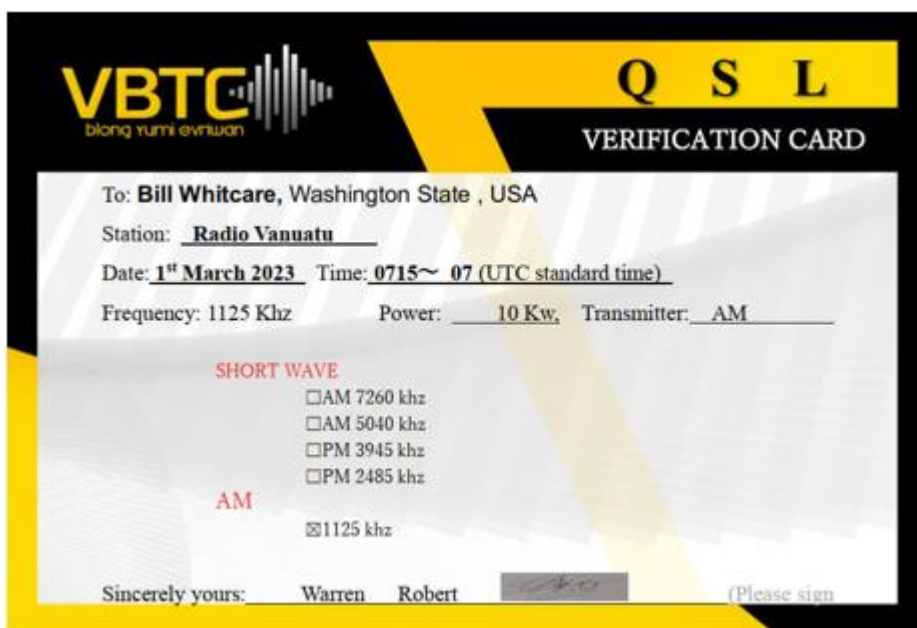 VBTC
blong yumi evriwan
Q S L
VERIFICATION CARD
To: Bill Whitcare, Washington State , USA
Station: Radio Vanuatu
Date: 1st March 2023 Time: 0715~ 07 (UTC standard time)
Frequency: 1125 Khz Power: 10 Kw, Transmitter: AM
SHORT WAVE
☐AM 7260 khz
☐AM 5040 khz
☐PM 3945 khz
☐PM 2485 khz
AM
☒1125 khz
Sincerely yours: Warren Robert (Please sign